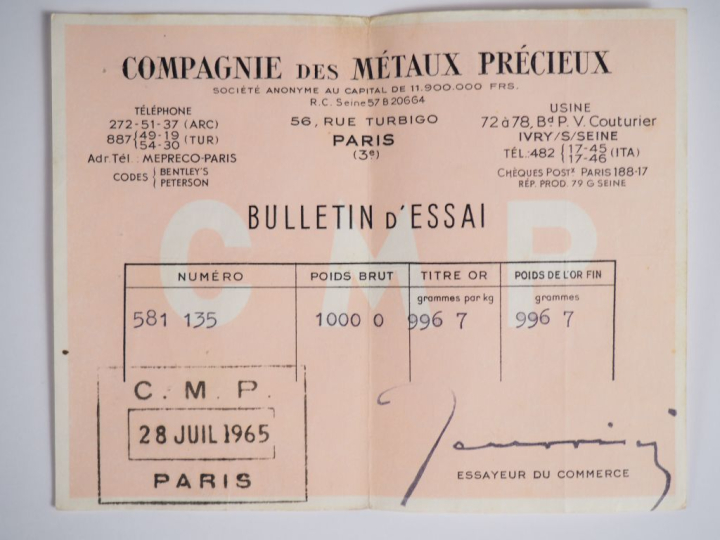 COMPAGNIE DES MÉTAUX PRÉCIEUX
SOCIÉTÉ ANONYME AU CAPITAL DE 11.900.000 FRS.
R.C. Seine 57 B 20664
TÉLÉPHONE
272-51-37 (ARC)
887 { 49-19 (TUR)
54-30
Adr. Tél.: MEPRECO-PARIS
CODES { BENTLEY'S
PETERSON
56, RUE TURBIGO
PARIS
(3e)
USINE
72 à 78, Bd P. V. Couturier
IVRY/S/SEINE
TÉL.: 482 { 17-45 (ITA)
17-46
CHÈQUES POSTx PARIS 188-17
RÉP. PROD. 79 G SEINE
BULLETIN D'ESSAI
CMP
NUMÉRO POIDS BRUT TITRE OR POIDS DE L'OR FIN
grammes par kg grammes
581 135 1000 0 996 7 996 7
C. M. P.
28 JUIL 1965
PARIS
ESSAYEUR DU COMMERCE